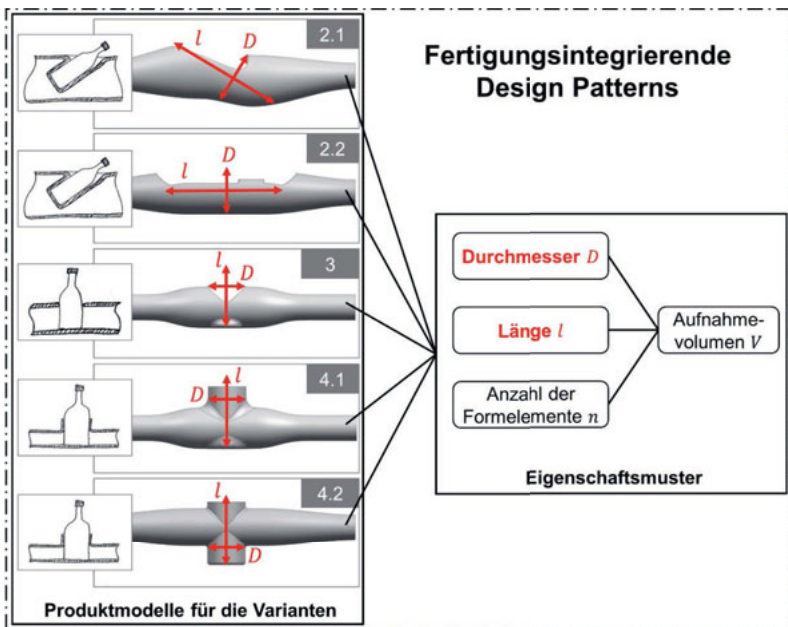 Fertigungsintegrierende
Design Patterns
2.1
l
D
2.2
l
D
3
l
D
4.1
l
D
4.2
l
D
Produktmodelle für die Varianten
Durchmesser D
Länge l
Anzahl der
Formelemente n
Aufnahme-
volumen V
Eigenschaftsmuster